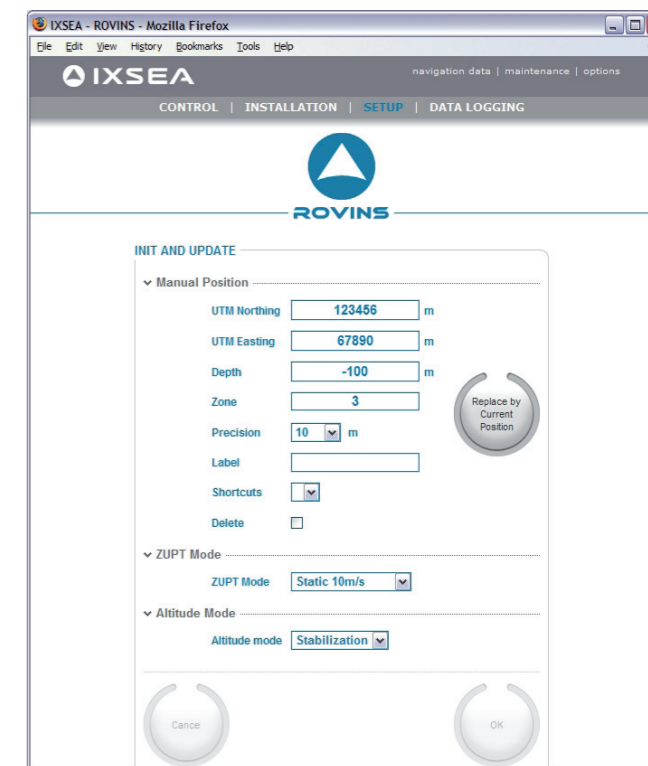 IXSEA - ROVINS - Mozilla Firefox
File Edit View History Bookmarks Tools Help
IXSEA
navigation data | maintenance | options
CONTROL | INSTALLATION | SETUP | DATA LOGGING
ROVINS
INIT AND UPDATE
Manual Position
UTM Northing 123456 m
UTM Easting 67890 m
Depth -100 m
Zone 3
Precision 10 m
Label
Shortcuts
Delete
Replace by
Current
Position
ZUPT Mode
ZUPT Mode Static 10m/s
Altitude Mode
Altitude mode Stabilization
Cance
OK